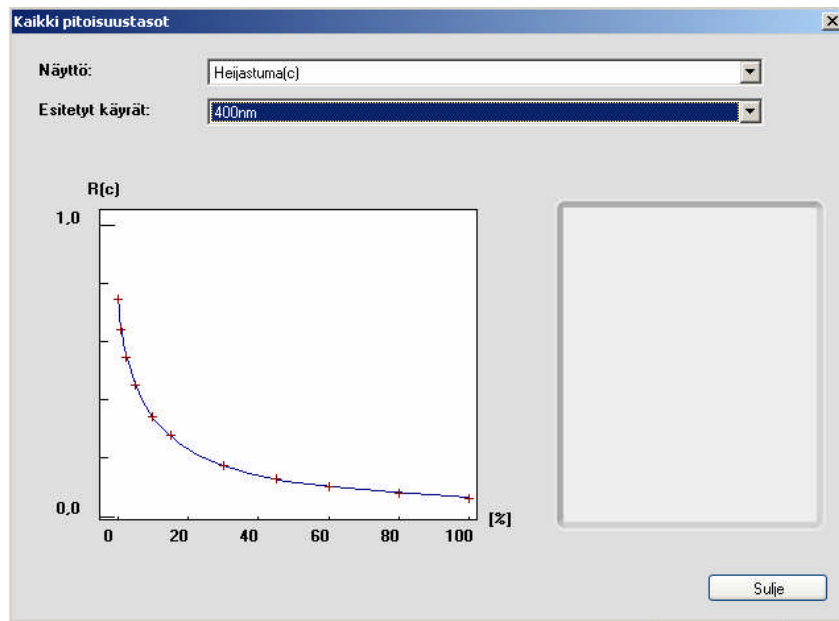 Kaikki pitoisuustasot
Näyttö: Heijastuma(c)
Esitetyt käyrät: 400nm
R(c)
1,0
0,0
[%]
0 20 40 60 80 100
Sulje